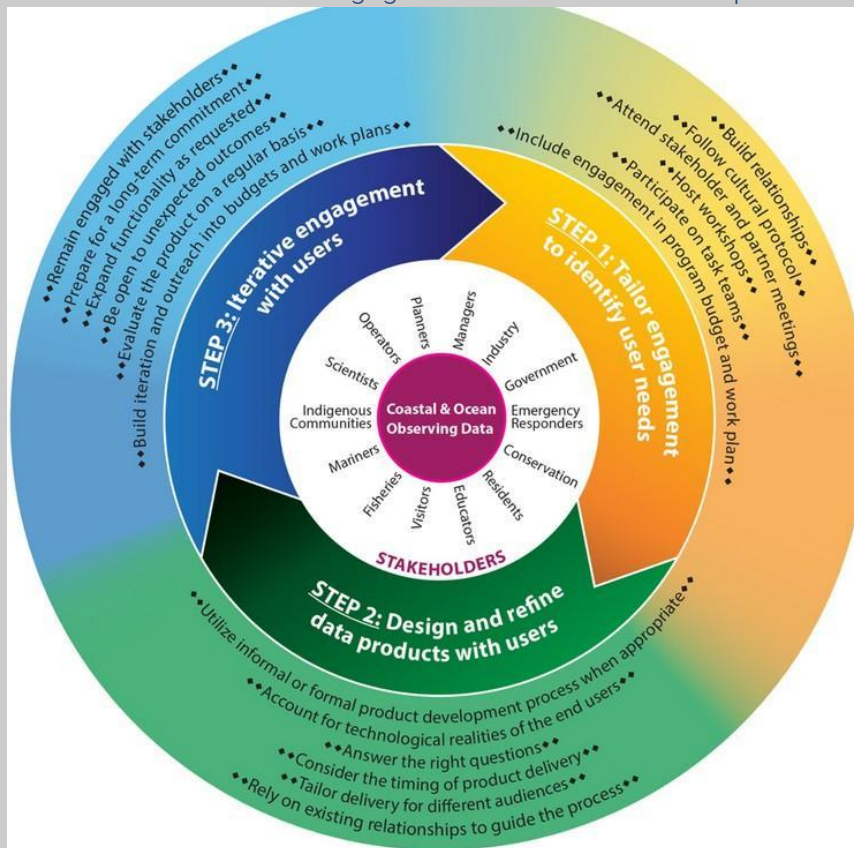 STEP 1: Tailor engagement
to identify user needs
Build relationships
Follow cultural protocol
Attend stakeholder and partner meetings
Host workshops
Participate on task teams
Include engagement in program budget and work plan
STEP 2: Design and refine
data products with users
Utilize informal or formal product development process when appropriate
Account for technological realities of the end users
Answer the right questions
Consider the timing of product delivery
Tailor delivery for different audiences
Rely on existing relationships to guide the process
STEP 3: Iterative engagement
with users
Remain engaged with stakeholders
Prepare for a long-term commitment
Expand functionality as requested
Be open to unexpected outcomes
Evaluate the product on a regular basis
Build iteration and outreach into budgets and work plans
Coastal & Ocean
Observing Data
Managers
Industry
Government
Emergency
Responders
Conservation
Residents
Educators
Visitors
Fisheries
Mariners
Indigenous
Communities
Scientists
Operators
Planners
STAKEHOLDERS